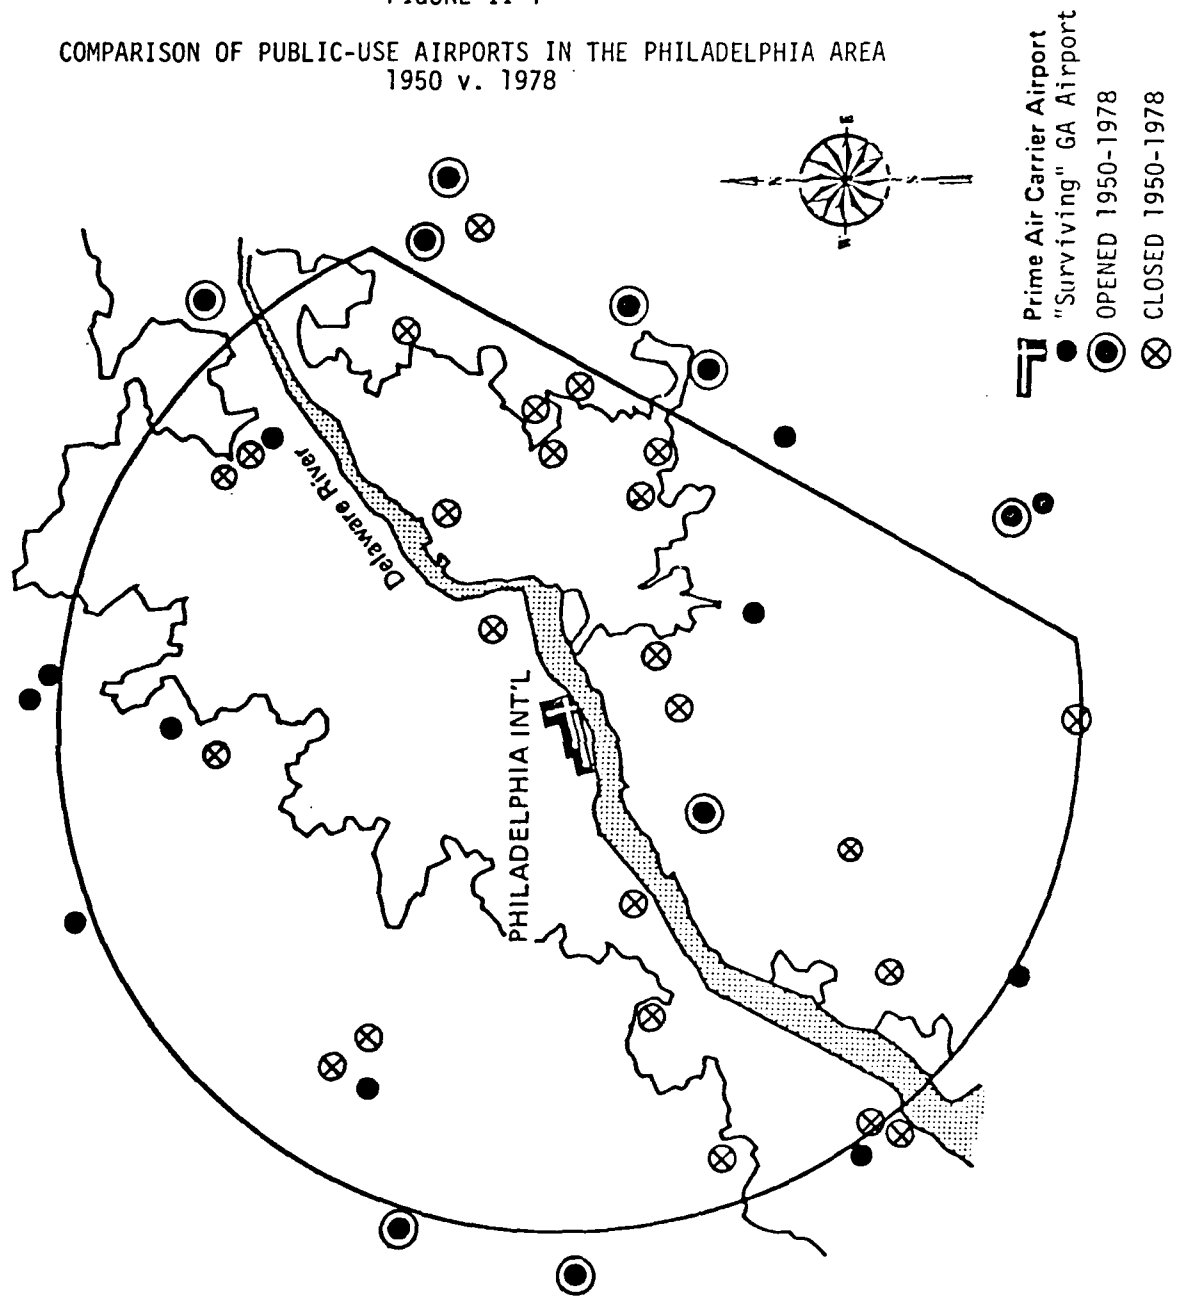 COMPARISON OF PUBLIC-USE AIRPORTS IN THE PHILADELPHIA AREA
1950 v. 1978
N
E
S
W
Prime Air Carrier Airport
"Surviving" GA Airport
OPENED 1950-1978
CLOSED 1950-1978
Delaware River
PHILADELPHIA INT'L